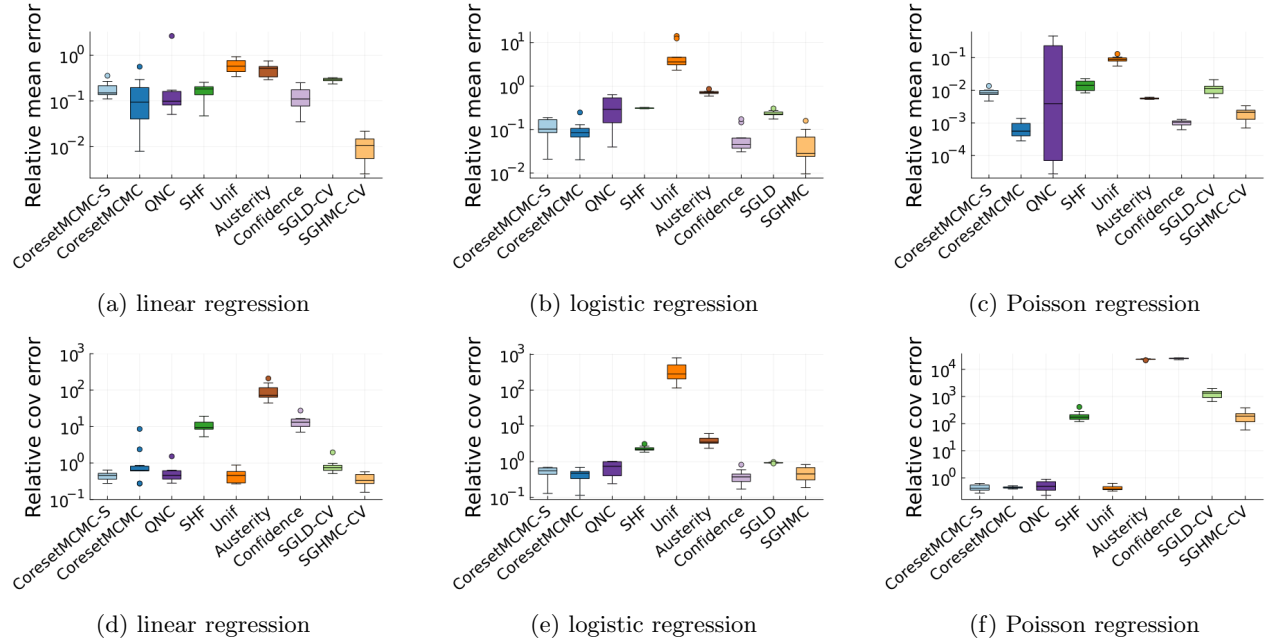 Relative mean error
10^0
10^-1
10^-2
CoresetMCMC-S
CoresetMCMC
QNC
SHF
Unif
Austerity
Confidence
SGLD-CV
SGHMC-CV
(a) linear regression
Relative mean error
10^1
10^0
10^-1
10^-2
CoresetMCMC-S
CoresetMCMC
QNC
SHF
Unif
Austerity
Confidence
SGLD
SGHMC
(b) logistic regression
Relative mean error
10^-1
10^-2
10^-3
10^-4
CoresetMCMC-S
CoresetMCMC
QNC
SHF
Unif
Austerity
Confidence
SGLD-CV
SGHMC-CV
(c) Poisson regression
Relative cov error
10^3
10^2
10^1
10^0
10^-1
CoresetMCMC-S
CoresetMCMC
QNC
SHF
Unif
Austerity
Confidence
SGLD-CV
SGHMC-CV
(d) linear regression
Relative cov error
10^3
10^2
10^1
10^0
10^-1
CoresetMCMC-S
CoresetMCMC
QNC
SHF
Unif
Austerity
Confidence
SGLD
SGHMC
(e) logistic regression
Relative cov error
10^4
10^3
10^2
10^1
10^0
CoresetMCMC-S
CoresetMCMC
QNC
SHF
Unif
Austerity
Confidence
SGLD-CV
SGHMC-CV
(f) Poisson regression